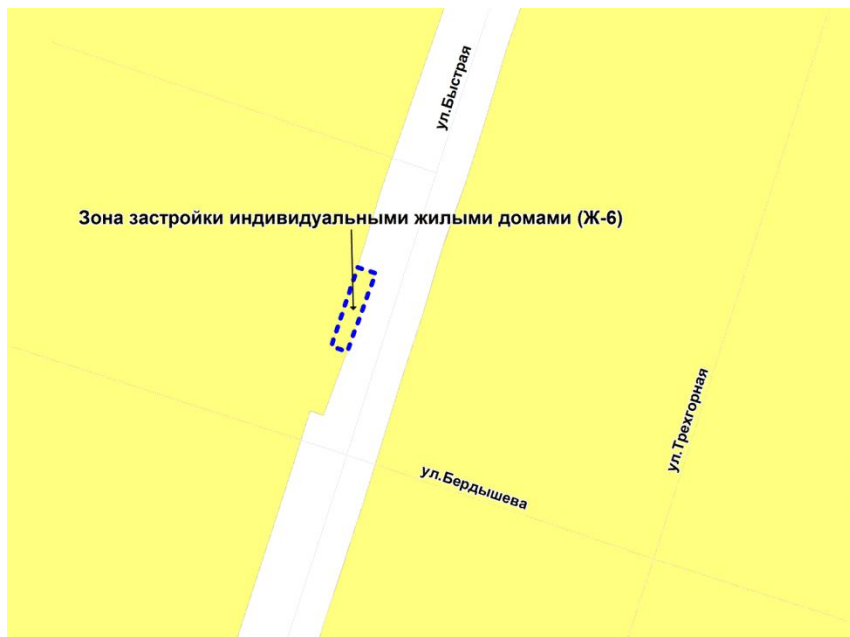 ул.Быстрая
Зона застройки индивидуальными жилыми домами (Ж-6)
ул.Трехгорная
ул.Бердышева